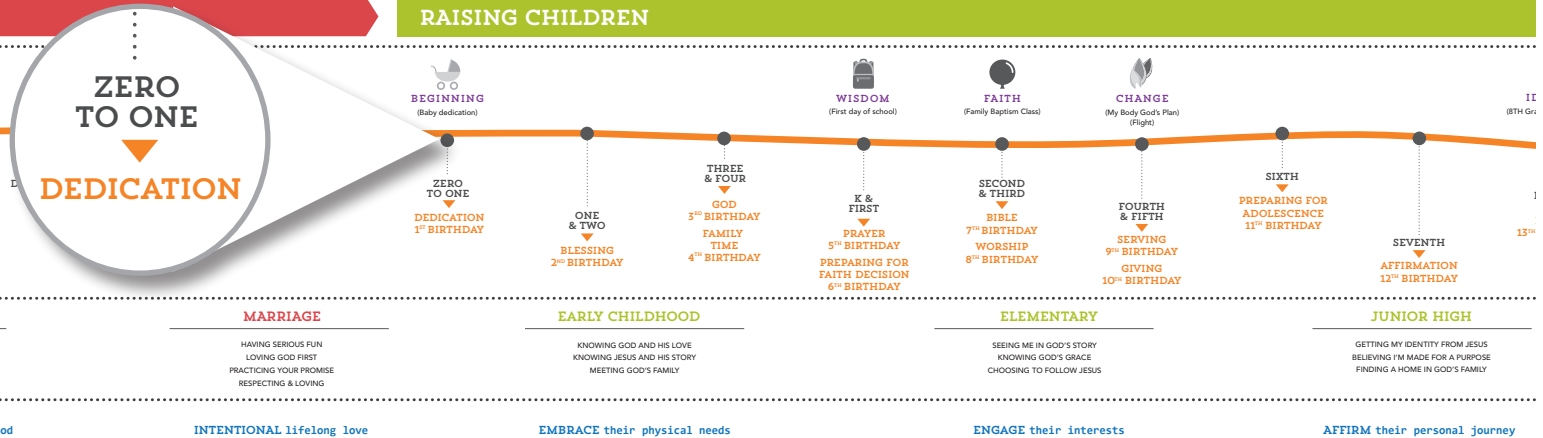 RAISING CHILDREN
ZERO
TO ONE
DEDICATION
BEGINNING
(Baby dedication)
WISDOM
(First day of school)
FAITH
(Family Baptism Class)
CHANGE
(My Body God's Plan)
(Flight)
(8TH Gra
ZERO
TO ONE
DEDICATION
1ST BIRTHDAY
ONE
& TWO
BLESSING
2ND BIRTHDAY
THREE
& FOUR
GOD
3RD BIRTHDAY
FAMILY
TIME
4TH BIRTHDAY
K &
FIRST
PRAYER
5TH BIRTHDAY
PREPARING FOR
FAITH DECISION
6TH BIRTHDAY
SECOND
& THIRD
BIBLE
7TH BIRTHDAY
WORSHIP
8TH BIRTHDAY
FOURTH
& FIFTH
SERVING
9TH BIRTHDAY
GIVING
10TH BIRTHDAY
SIXTH
PREPARING FOR
ADOLESCENCE
11TH BIRTHDAY
SEVENTH
AFFIRMATION
12TH BIRTHDAY
13TH
MARRIAGE
HAVING SERIOUS FUN
LOVING GOD FIRST
PRACTICING YOUR PROMISE
RESPECTING & LOVING
EARLY CHILDHOOD
KNOWING GOD AND HIS LOVE
KNOWING JESUS AND HIS STORY
MEETING GOD'S FAMILY
ELEMENTARY
SEEING ME IN GOD'S STORY
KNOWING GOD'S GRACE
CHOOSING TO FOLLOW JESUS
JUNIOR HIGH
GETTING MY IDENTITY FROM JESUS
BELIEVING I'M MADE FOR A PURPOSE
FINDING A HOME IN GOD'S FAMILY
od
INTENTIONAL lifelong love
EMBRACE their physical needs
ENGAGE their interests
AFFIRM their personal journey